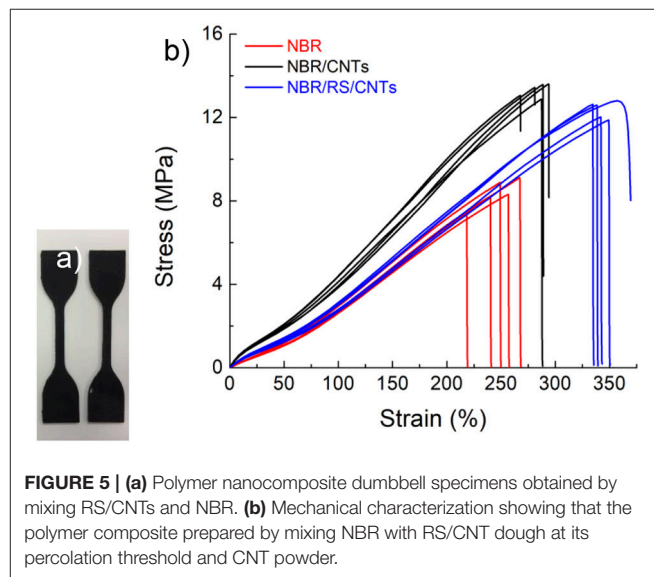 b)
NBR
NBR/CNTs
NBR/RS/CNTs
16
12
8
4
0
Stress (MPa)
0 50 100 150 200 250 300 350
Strain (%)
a)
FIGURE 5 | (a) Polymer nanocomposite dumbbell specimens obtained by
mixing RS/CNTs and NBR. (b) Mechanical characterization showing that the
polymer composite prepared by mixing NBR with RS/CNT dough at its
percolation threshold and CNT powder.